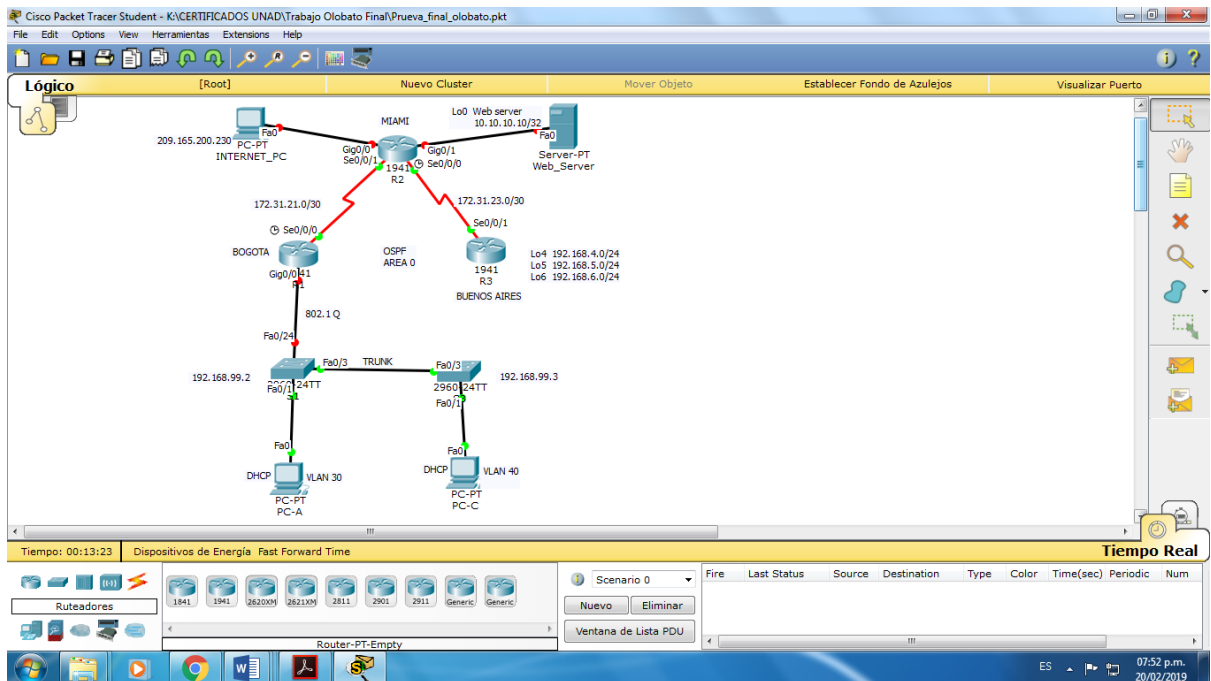 Cisco Packet Tracer Student - K:\CERTIFICADOS UNAD\Trabajo Olobato Final\Prueva_final_olobato.pkt
File Edit Options View Herramientas Extensions Help
Lógico [Root] Nuevo Cluster Mover Objeto Establecer Fondo de Azulejos Visualizar Puerto
209.165.200.230
Fa0
PC-PT
INTERNET_PC
MIAMI
Lo0 Web server
10.10.10.10/32
Fa0
Server-PT
Web_Server
Gig0/0
Gig0/1
Se0/0/1
Se0/0/0
1941
R2
172.31.21.0/30
172.31.23.0/30
Se0/0/0
Se0/0/1
BOGOTA
OSPF
AREA 0
1941
R3
BUENOS AIRES
Lo4 192.168.4.0/24
Lo5 192.168.5.0/24
Lo6 192.168.6.0/24
Gig0/0
41
R1
802.1 Q
Fa0/24
Fa0/3
TRUNK
Fa0/3
192.168.99.2
24TT
Fa0/1
192.168.99.3
2960-24TT
Fa0/1
Fa0
DHCP
VLAN 30
PC-PT
PC-A
Fa0
DHCP
VLAN 40
PC-PT
PC-C
Tiempo: 00:13:23 Dispositivos de Energía Fast Forward Time
Tiempo Real
Ruteadores
1841 1941 2620XM 2621XM 2811 2901 2911 Generic Generic
Router-PT-Empty
Scenario 0
Nuevo Eliminar
Ventana de Lista PDU
Fire Last Status Source Destination Type Color Time(sec) Periodic Num
ES
07:52 p.m.
20/02/2019